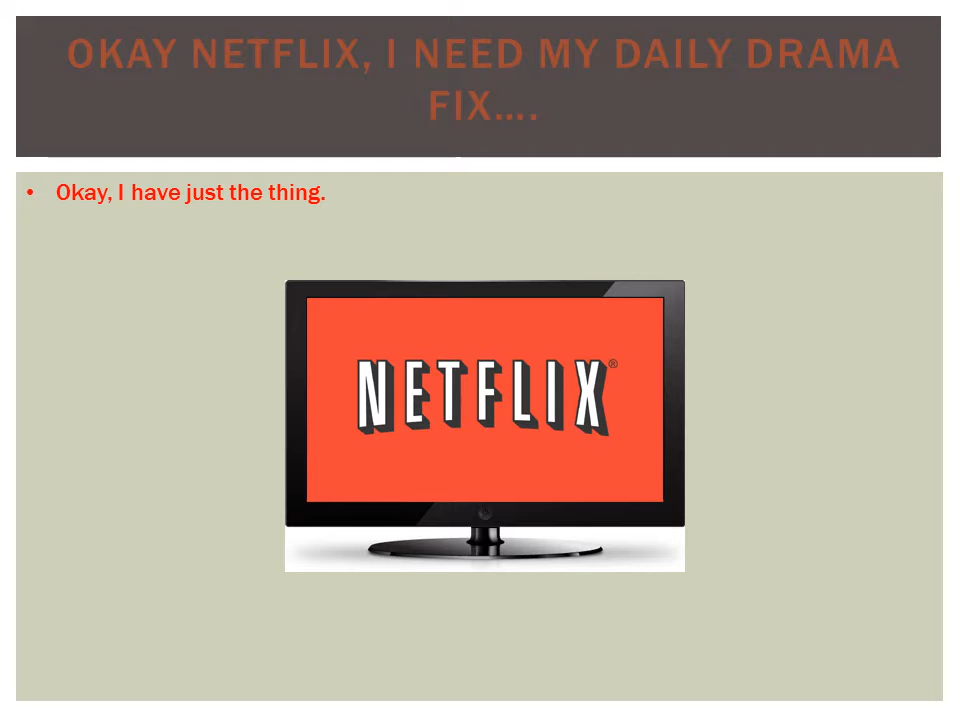 OKAY NETFLIX, I NEED MY DAILY DRAMA
FIX....
• Okay, I have just the thing.
NETFLIX®